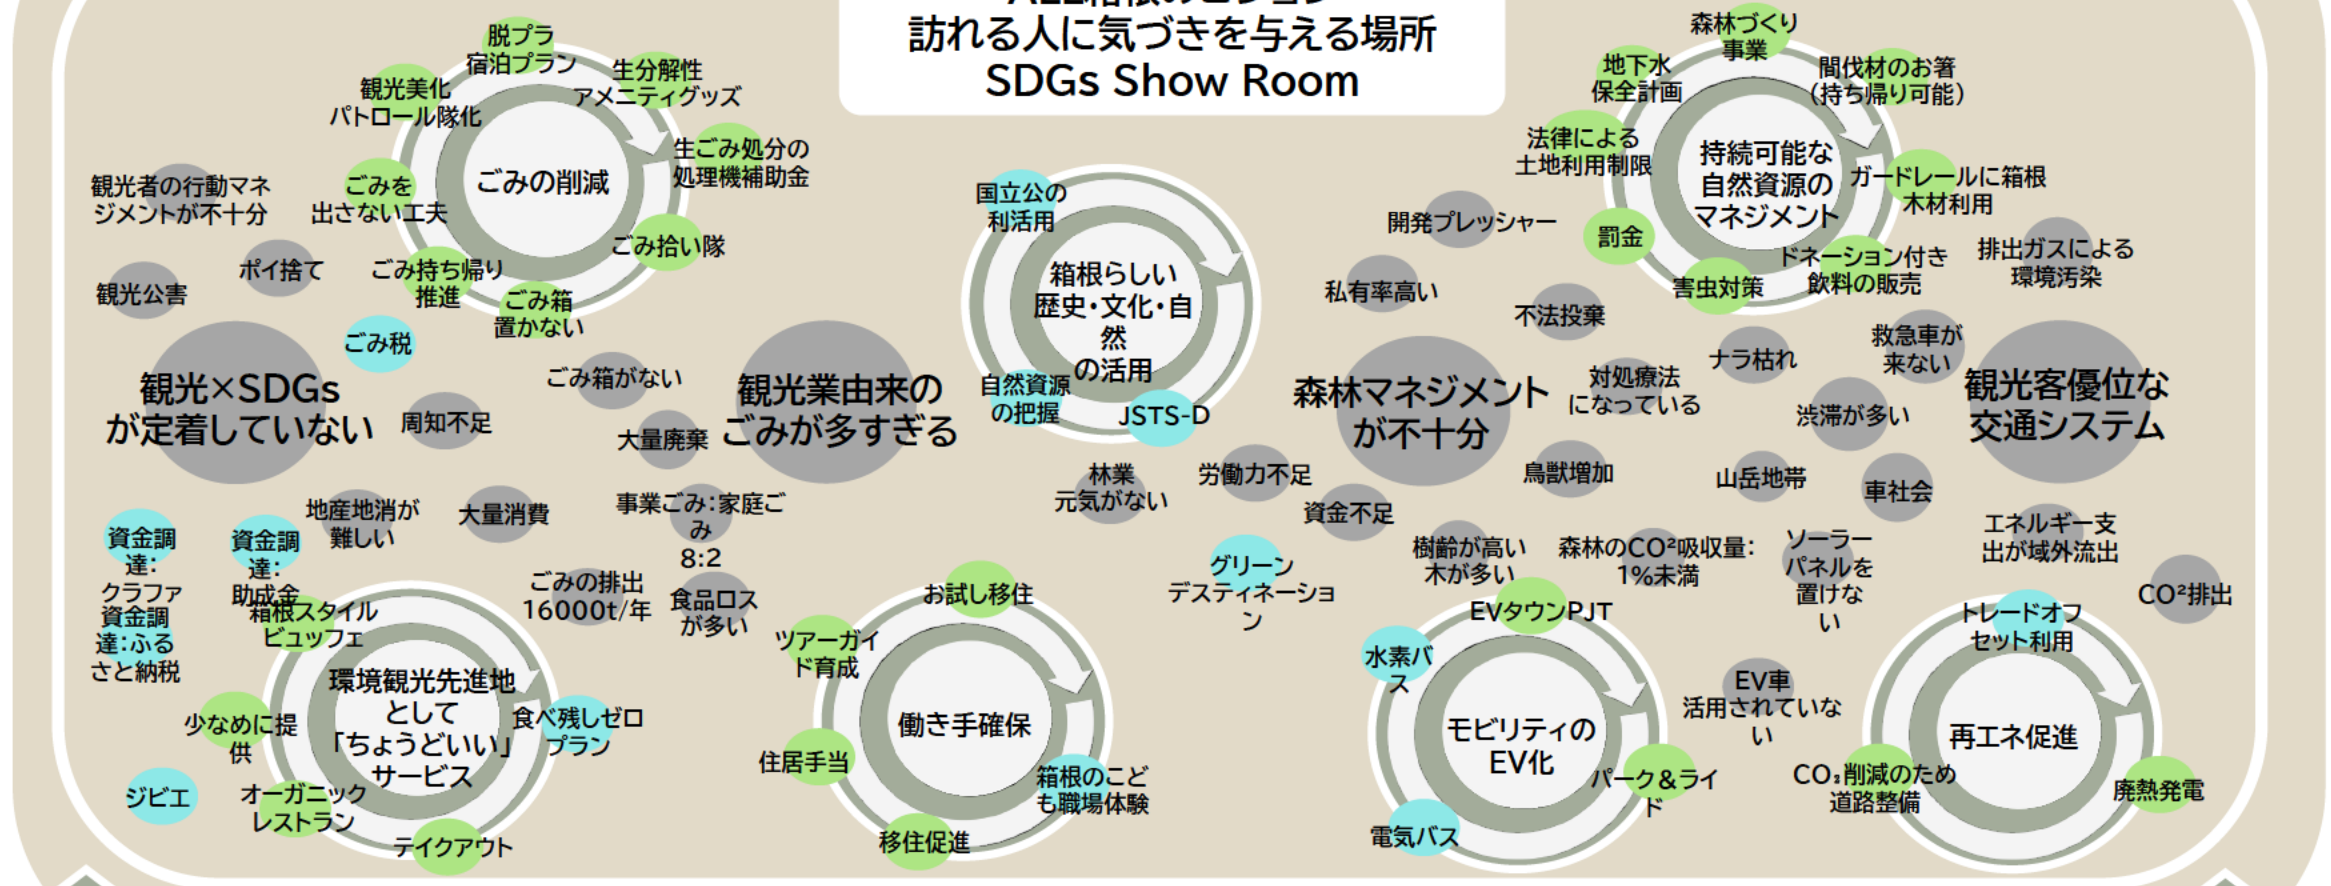 訪れる人に気づきを与える場所
SDGs Show Room
脱プラ
宿泊プラン
観光美化
パトロール隊化
生分解性
アメニティグッズ
生ごみ処分の
処理機補助金
ごみの削減
ごみを
出さない工夫
ごみ拾い隊
ごみ持ち帰り
推進
ごみ箱
置かない
観光者の行動マネ
ジメントが不十分
ポイ捨て
観光公害
ごみ税
観光×SDGs
が定着していない
周知不足
ごみ箱がない
大量廃棄
観光業由来の
ごみが多すぎる
国立公の
利活用
箱根らしい
歴史・文化・自
然
の活用
自然資源
の把握
JSTS-D
森林づくり
事業
地下水
保全計画
間伐材のお箸
（持ち帰り可能）
法律による
土地利用制限
持続可能な
自然資源の
マネジメント
ガードレールに箱根
木材利用
罰金
害虫対策
ドネーション付き
飲料の販売
開発プレッシャー
私有率高い
不法投棄
排出ガスによる
環境汚染
森林マネジメント
が不十分
対処療法
になっている
ナラ枯れ
救急車が
来ない
渋滞が多い
観光客優位な
交通システム
林業
元気がない
労働力不足
資金不足
鳥獣増加
山岳地帯
車社会
地産地消が
難しい
大量消費
事業ごみ：家庭ご
み
8:2
資金調
達：
クラファ
資金調
達：
助成金
資金調
達：ふる
さと納税
ごみの排出
16000t/年
食品ロス
が多い
グリーン
デスティネーショ
ン
樹齢が高い
木が多い
森林のCO²吸収量：
1%未満
ソーラー
パネルを
置けな
い
エネルギー支
出が域外流出
CO²排出
箱根スタイル
ビュッフェ
環境観光先進地
として
「ちょうどいい」
サービス
食べ残しゼロ
プラン
少なめに提
供
ジビエ
オーガニック
レストラン
テイクアウト
お試し移住
ツアーガイ
ド育成
働き手確保
住居手当
箱根のこど
も職場体験
移住促進
EVタウンPJT
水素バ
ス
モビリティの
EV化
パーク＆ライ
ド
電気バス
EV車
活用されていな
い
トレードオフ
セット利用
再エネ促進
CO₂削減のため
道路整備
廃熱発電